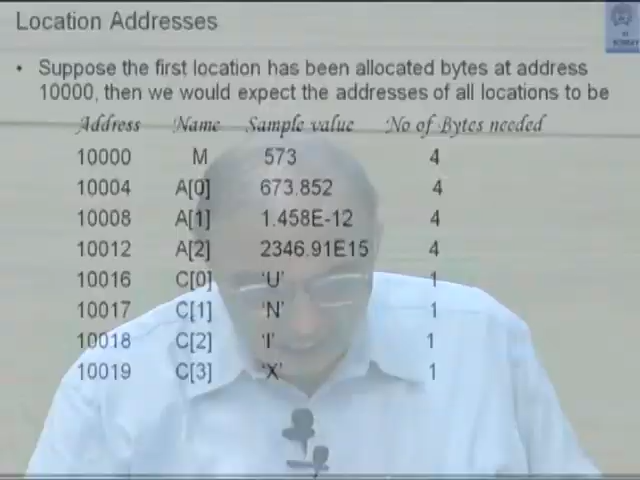 Location Addresses
• Suppose the first location has been allocated bytes at address
10000, then we would expect the addresses of all locations to be
Address Name Sample value No of Bytes needed
10000 M 573 4
10004 A[0] 673.852 4
10008 A[1] 1.458E-12 4
10012 A[2] 2346.91E15 4
10016 C[0] 'U' 1
10017 C[1] 'N' 1
10018 C[2] 'I' 1
10019 C[3] 'X' 1